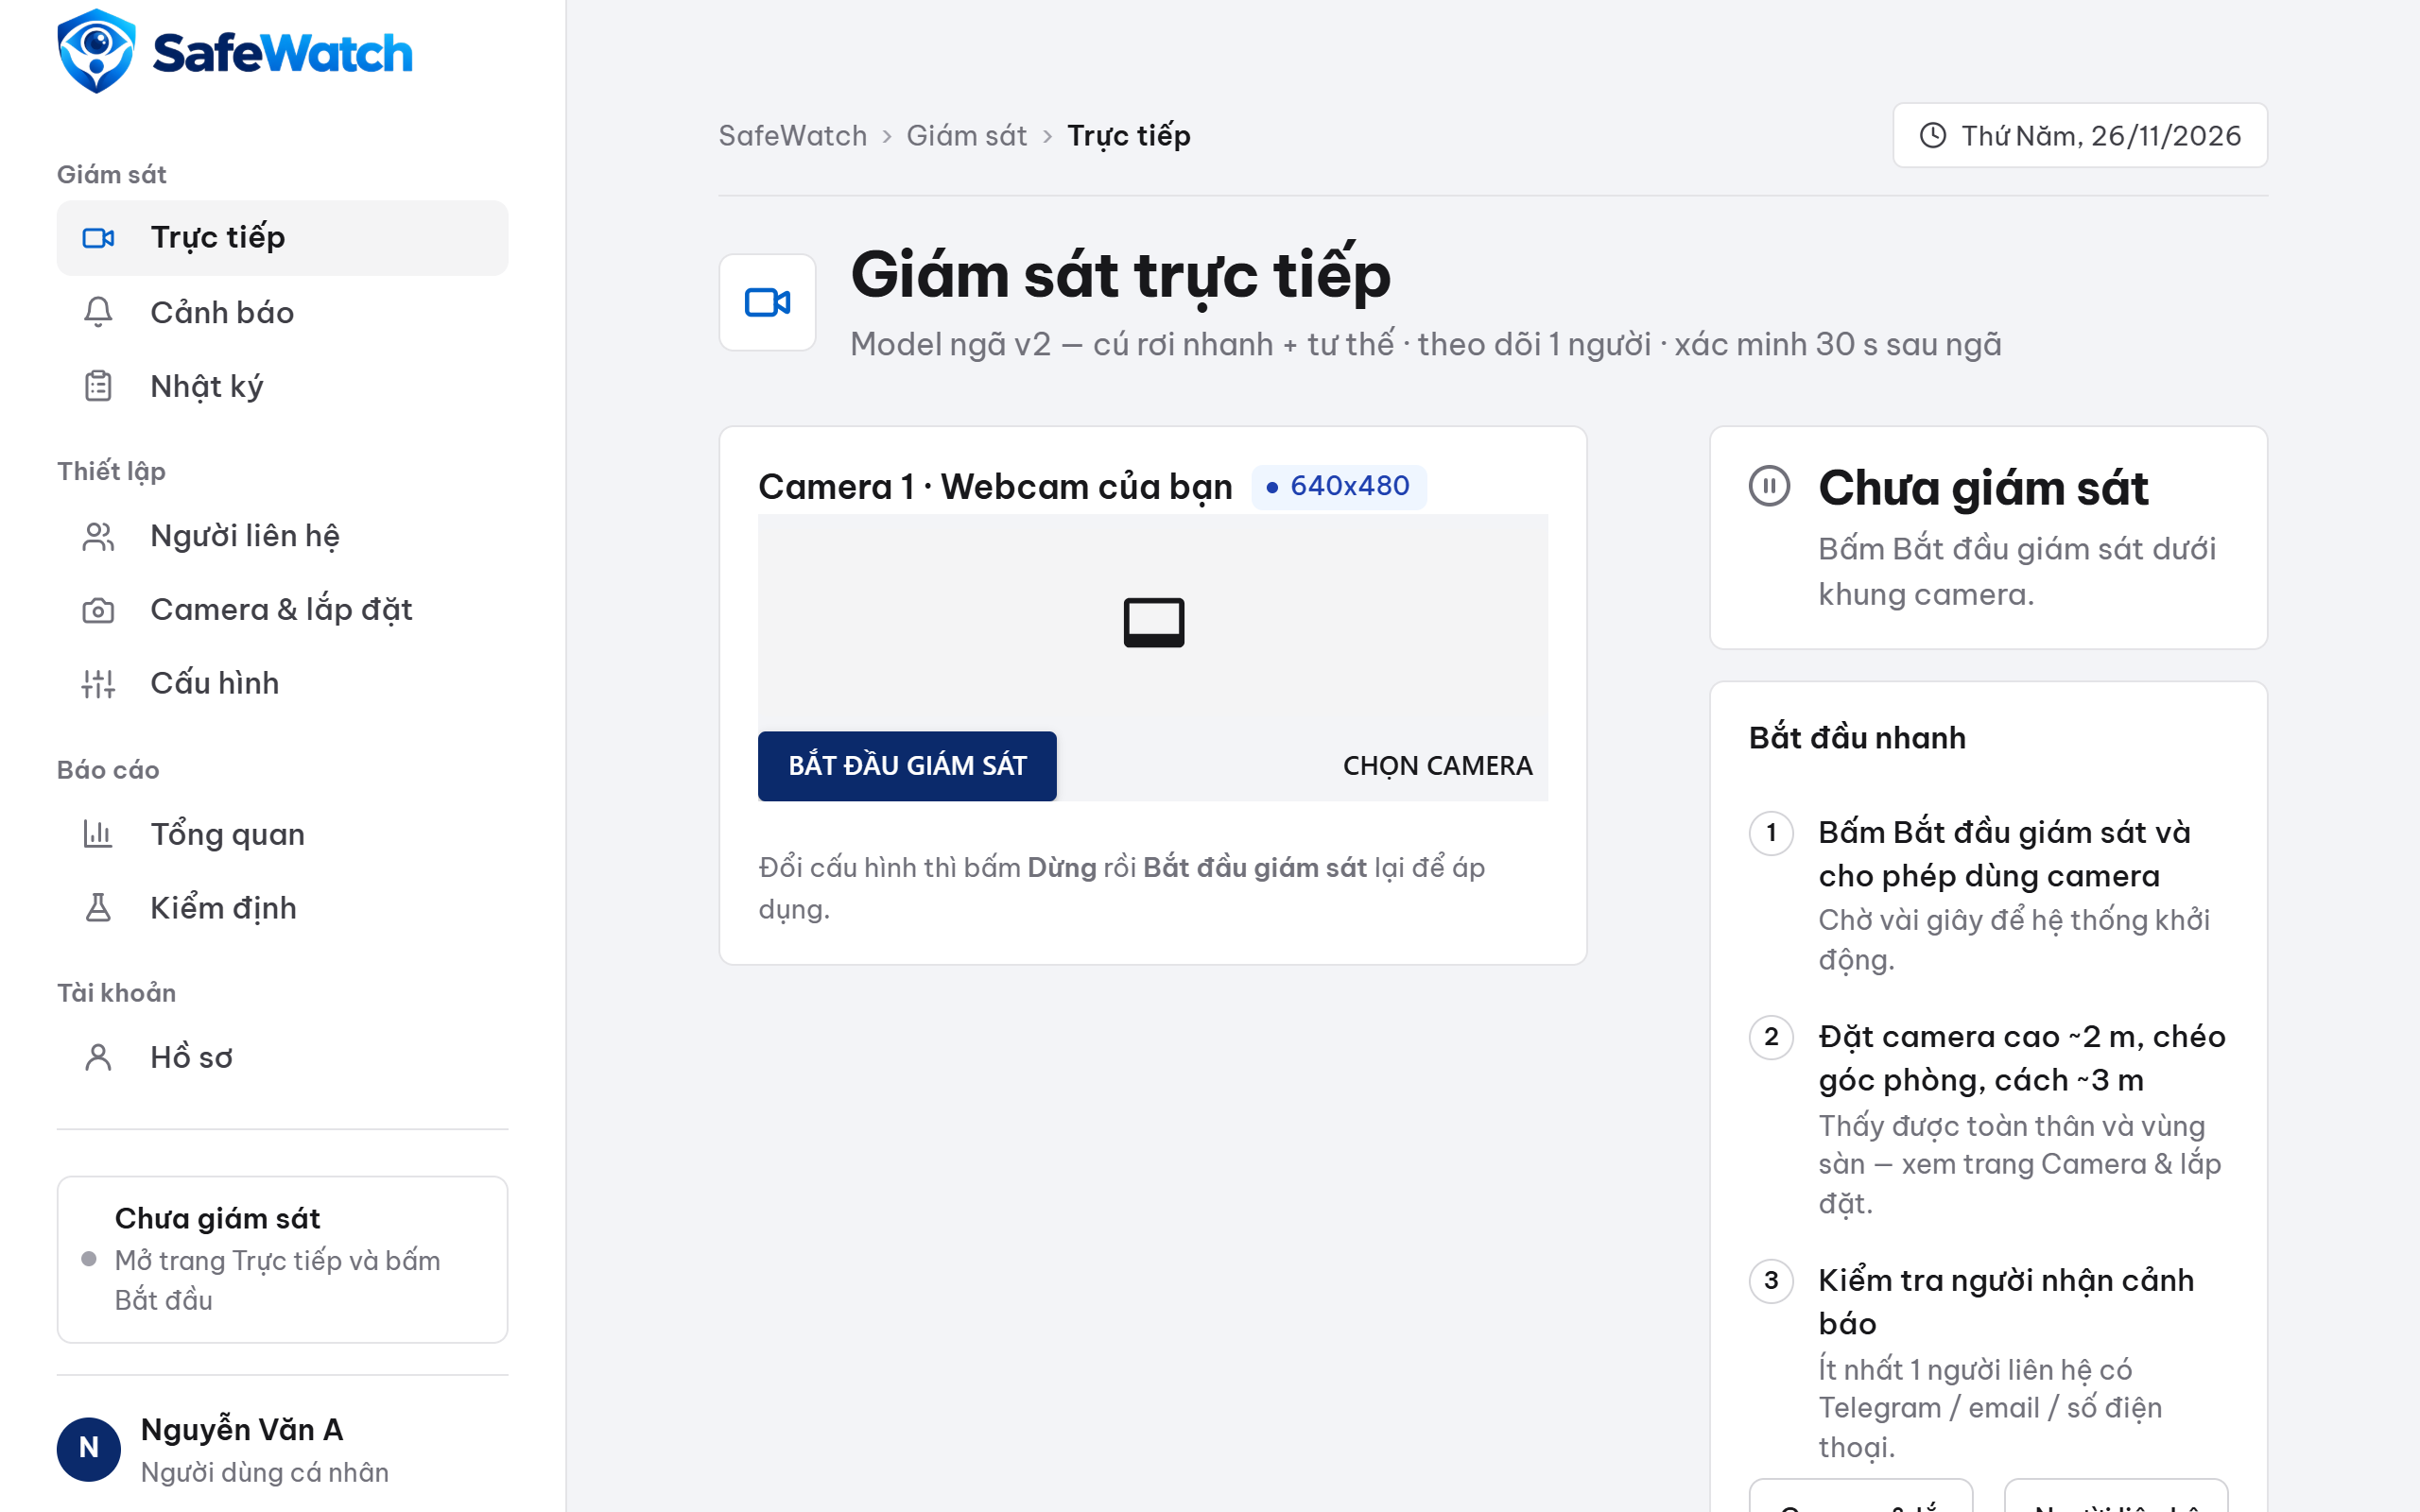 SafeWatch
Giám sát
Trực tiếp
Cảnh báo
Nhật ký
Thiết lập
Người liên hệ
Camera & lắp đặt
Cấu hình
Báo cáo
Tổng quan
Kiểm định
Tài khoản
Hồ sơ
Chưa giám sát
Mở trang Trực tiếp và bấm
Bắt đầu
N
Nguyễn Văn A
Người dùng cá nhân
SafeWatch › Giám sát › Trực tiếp
Thứ Năm, 26/11/2026
Giám sát trực tiếp
Model ngã v2 — cú rơi nhanh + tư thế · theo dõi 1 người · xác minh 30 s sau ngã
Camera 1 · Webcam của bạn
640x480
BẮT ĐẦU GIÁM SÁT
CHỌN CAMERA
Đổi cấu hình thì bấm Dừng rồi Bắt đầu giám sát lại để áp
dụng.
Chưa giám sát
Bấm Bắt đầu giám sát dưới
khung camera.
Bắt đầu nhanh
1
Bấm Bắt đầu giám sát và
cho phép dùng camera
Chờ vài giây để hệ thống khởi
động.
2
Đặt camera cao ~2 m, chéo
góc phòng, cách ~3 m
Thấy được toàn thân và vùng
sàn — xem trang Camera & lắp
đặt.
3
Kiểm tra người nhận cảnh
báo
Ít nhất 1 người liên hệ có
Telegram / email / số điện
thoại.